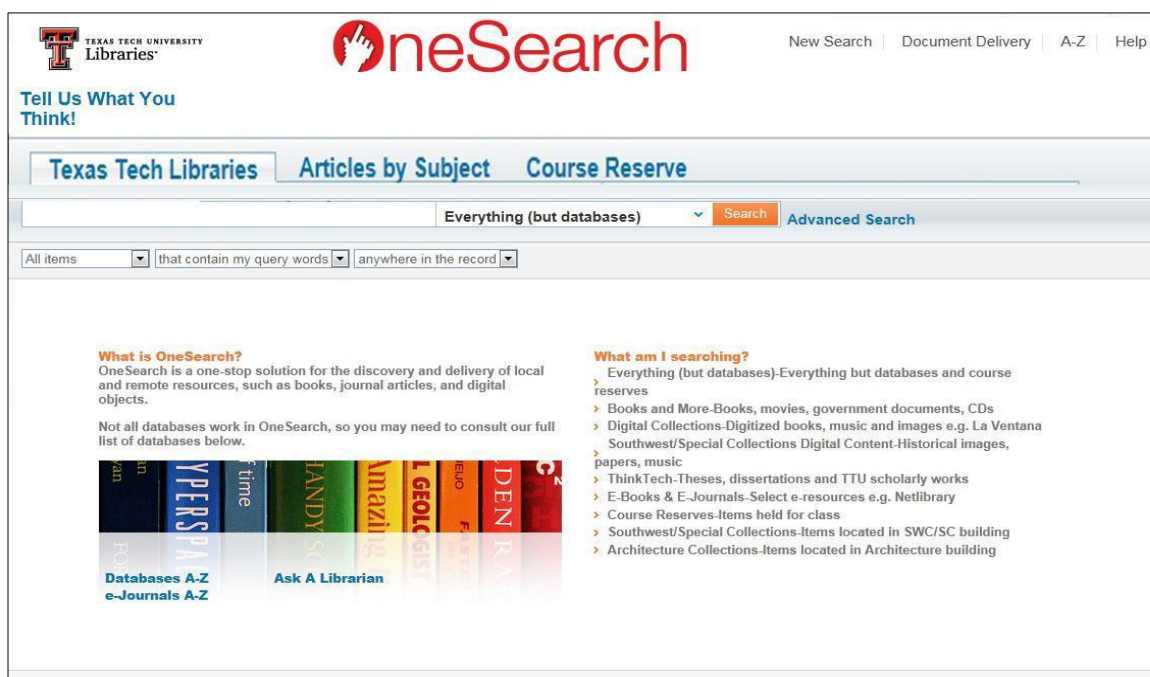 TEXAS TECH UNIVERSITY
Libraries
OneSearch
New Search
Document Delivery
A-Z
Help
Tell Us What You
Think!
Texas Tech Libraries
Articles by Subject
Course Reserve
Everything (but databases)
Search
Advanced Search
All items
that contain my query words
anywhere in the record
What is OneSearch?
OneSearch is a one-stop solution for the discovery and delivery of local
and remote resources, such as books, journal articles, and digital
objects.
Not all databases work in OneSearch, so you may need to consult our full
list of databases below.
of time
HANDY
Amazing
GEOLOGIST
DEN
Databases A-Z
Ask A Librarian
e-Journals A-Z
What am I searching?
Everything (but databases)-Everything but databases and course
reserves
Books and More-Books, movies, government documents, CDs
Digital Collections-Digitized books, music and images e.g. La Ventana
Southwest/Special Collections Digital Content-Historical images,
papers, music
ThinkTech-Theses, dissertations and TTU scholarly works
E-Books & E-Journals-Select e-resources e.g. Netlibrary
Course Reserves-Items held for class
Southwest/Special Collections-Items located in SWC/SC building
Architecture Collections-Items located in Architecture building